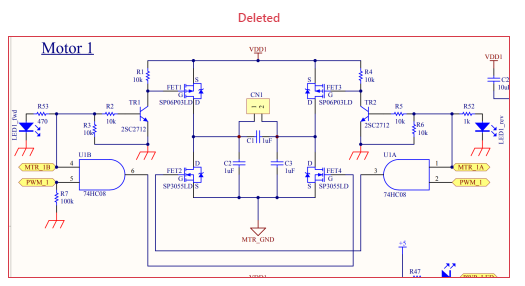 Deleted
Motor 1
VDD1
R1
10k
FET1
S
G
D
SP06P03LD
CN1
1 2
S
FET3
G
D
SP06P03LD
R4
10k
VDD1
C2
10u
LED1_fwd
R53
470
R2
10k
R3
10k
TR1
2SC2712
C1
1uF
TR2
2SC2712
R5
10k
R6
10k
R52
1k
LED1_rev
MTR_1B
PWM_1
4
5
U1B
6
74HC08
R7
100k
FET2
D
G
S
SP3055LD
C2
1uF
C3
1uF
D
FET4
G
S
SP3055LD
3
U1A
74HC08
1
2
MTR_1A
PWM_1
MTR_GND
+5
R47
VDD1